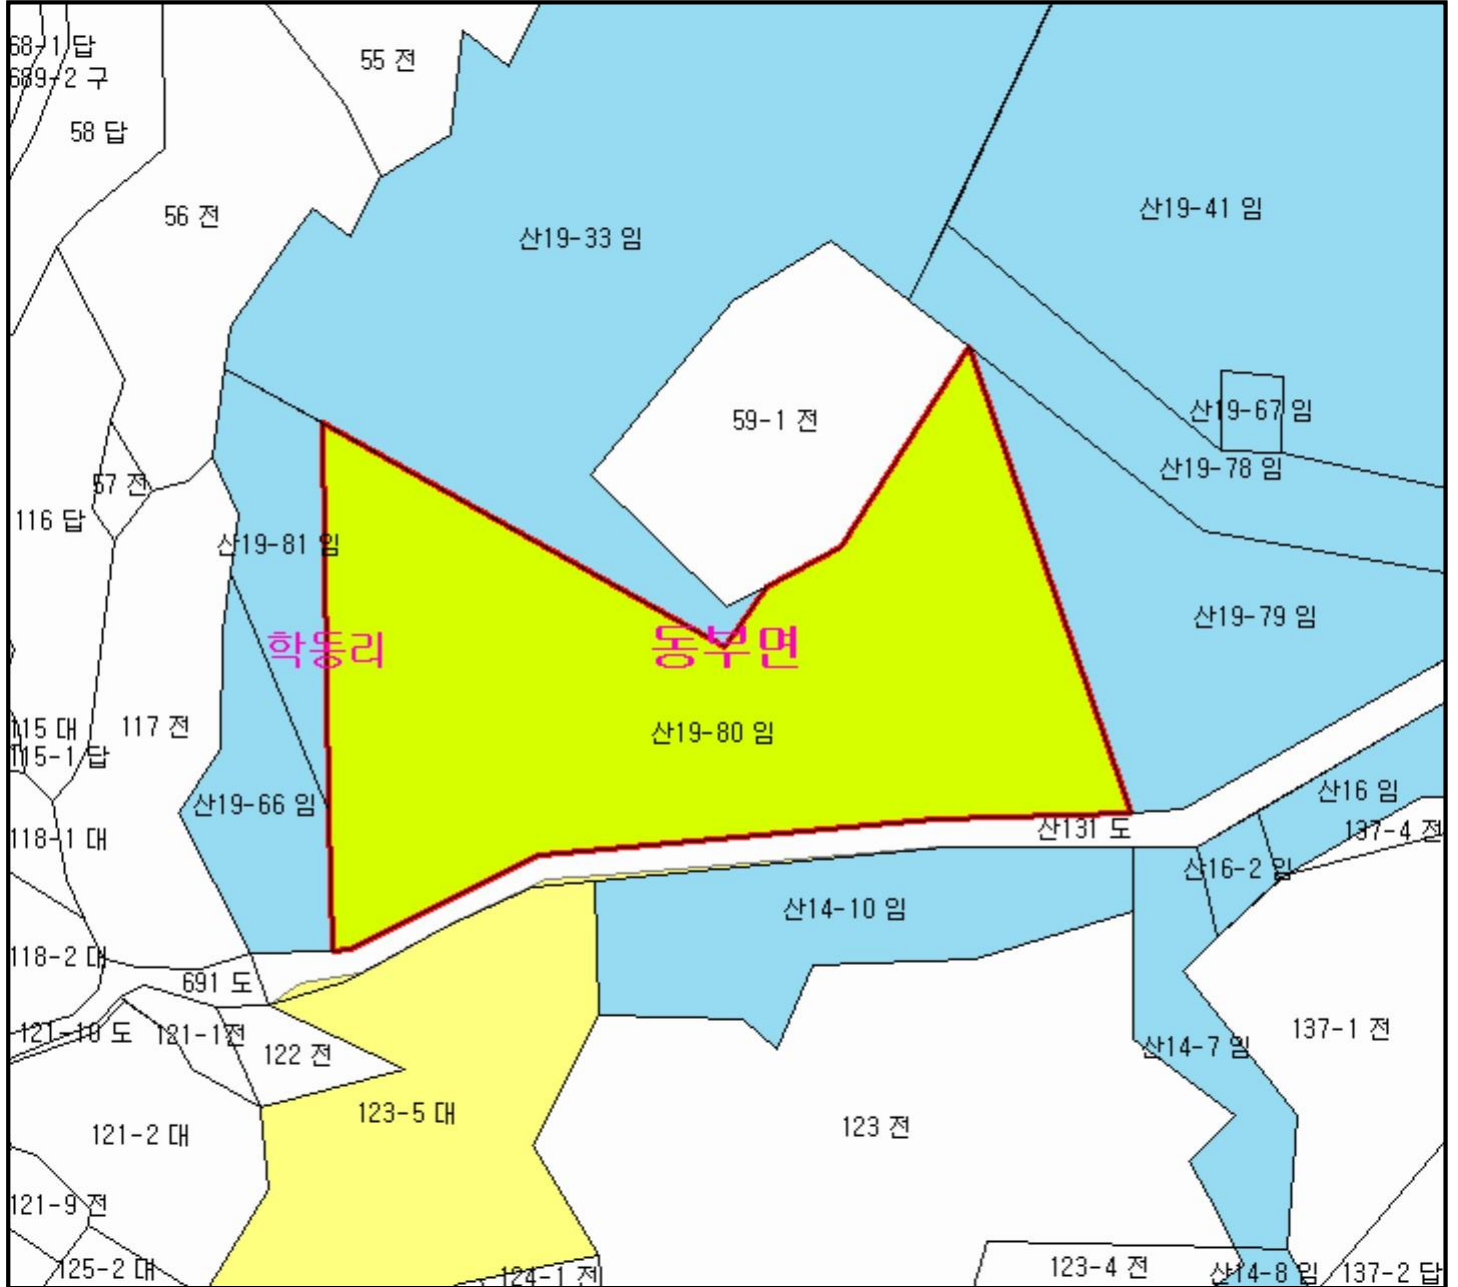 68-1 답
55 전
689-2 구
58 답
산19-41 임
56 전
산19-33 임
산19-67 임
59-1 전
산19-78 임
57 전
116 답
산19-81 임
산19-79 임
학동리
동부면
115 대
117 전
산19-80 임
115-1 답
산16 임
산19-66 임
산131 도
137-4 전
118-1 대
산16-2 임
산14-10 임
118-2 대
691 도
121-10 도
121-1전
137-1 전
122 전
산14-7 임
123-5 대
123 전
121-2 대
121-9 전
125-2 대
124-1 전
123-4 전
산14-8 임
137-2 답